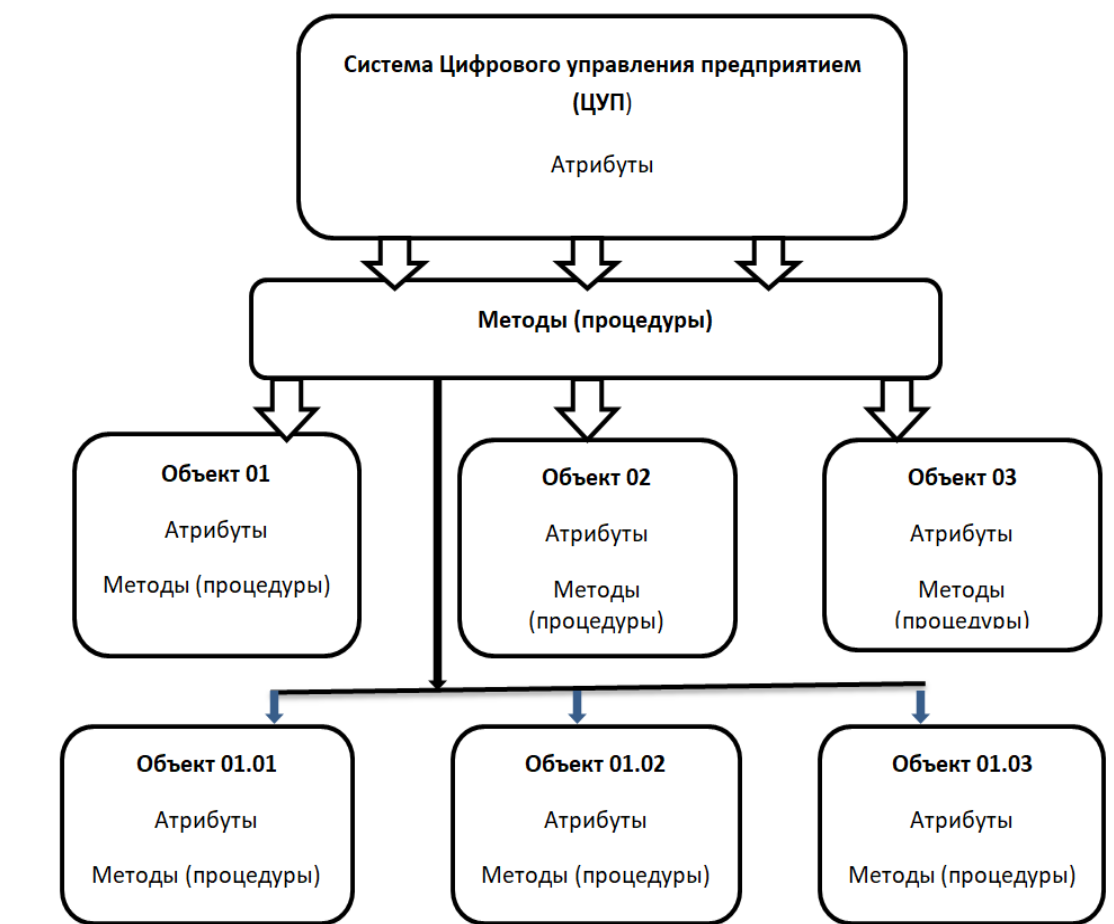 Система Цифрового управления предприятием
(ЦУП)
Атрибуты
Методы (процедуры)
Объект 01
Атрибуты
Методы (процедуры)
Объект 02
Атрибуты
Методы
(процедуры)
Объект 03
Атрибуты
Методы
(процедуры)
Объект 01.01
Атрибуты
Методы (процедуры)
Объект 01.02
Атрибуты
Методы (процедуры)
Объект 01.03
Атрибуты
Методы (процедуры)